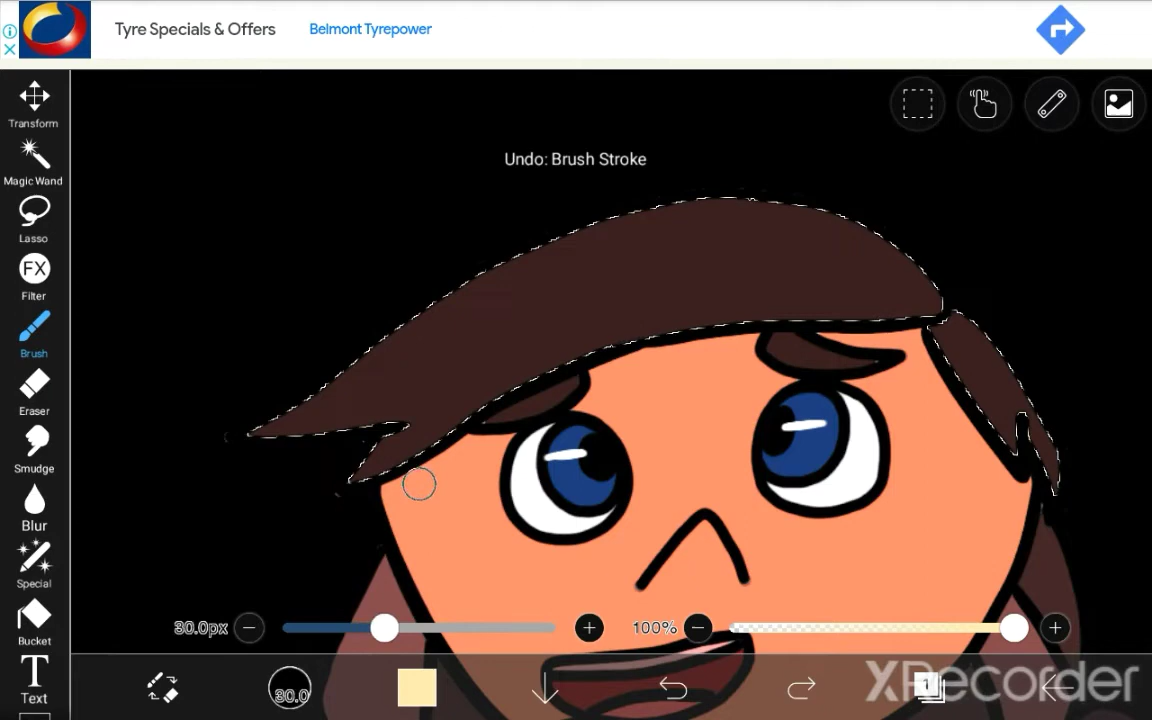 Tyre Specials & Offers
Belmont Tyrepower
Transform
Magic Wand
Lasso
FX
Filter
Brush
Eraser
Smudge
Blur
Special
Bucket
T
Text
Undo: Brush Stroke
30.0px
100%
30.0
1
XRecorder